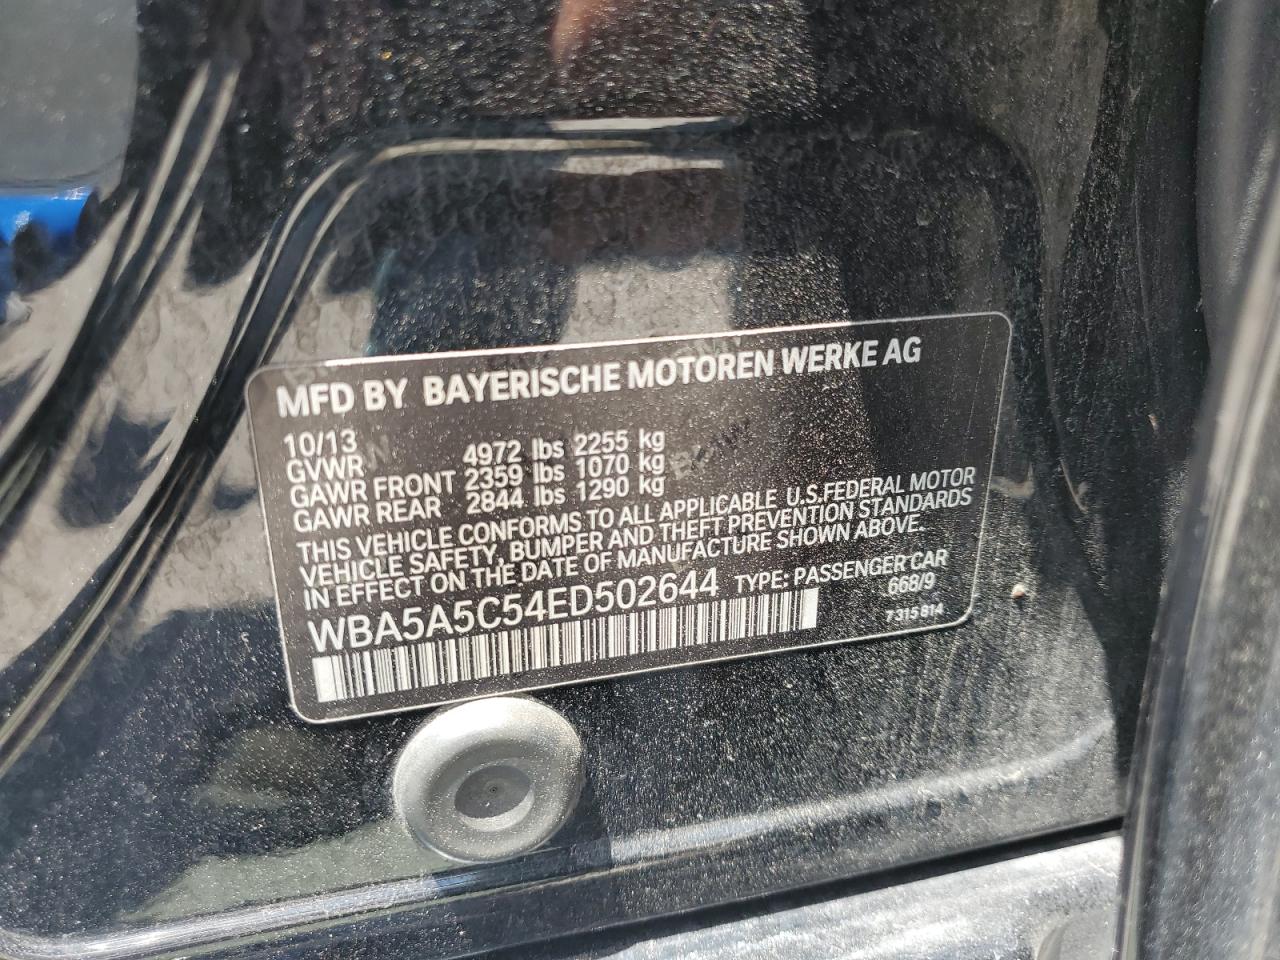 MFD BY BAYERISCHE MOTOREN WERKE AG
10/13
GVWR 4972 lbs 2255 kg
GAWR FRONT 2359 lbs 1070 kg
GAWR REAR 2844 lbs 1290 kg
THIS VEHICLE CONFORMS TO ALL APPLICABLE U.S.FEDERAL MOTOR
VEHICLE SAFETY, BUMPER AND THEFT PREVENTION STANDARDS
IN EFFECT ON THE DATE OF MANUFACTURE SHOWN ABOVE.
WBA5A5C54ED502644 TYPE: PASSENGER CAR
668/9
7 315 814